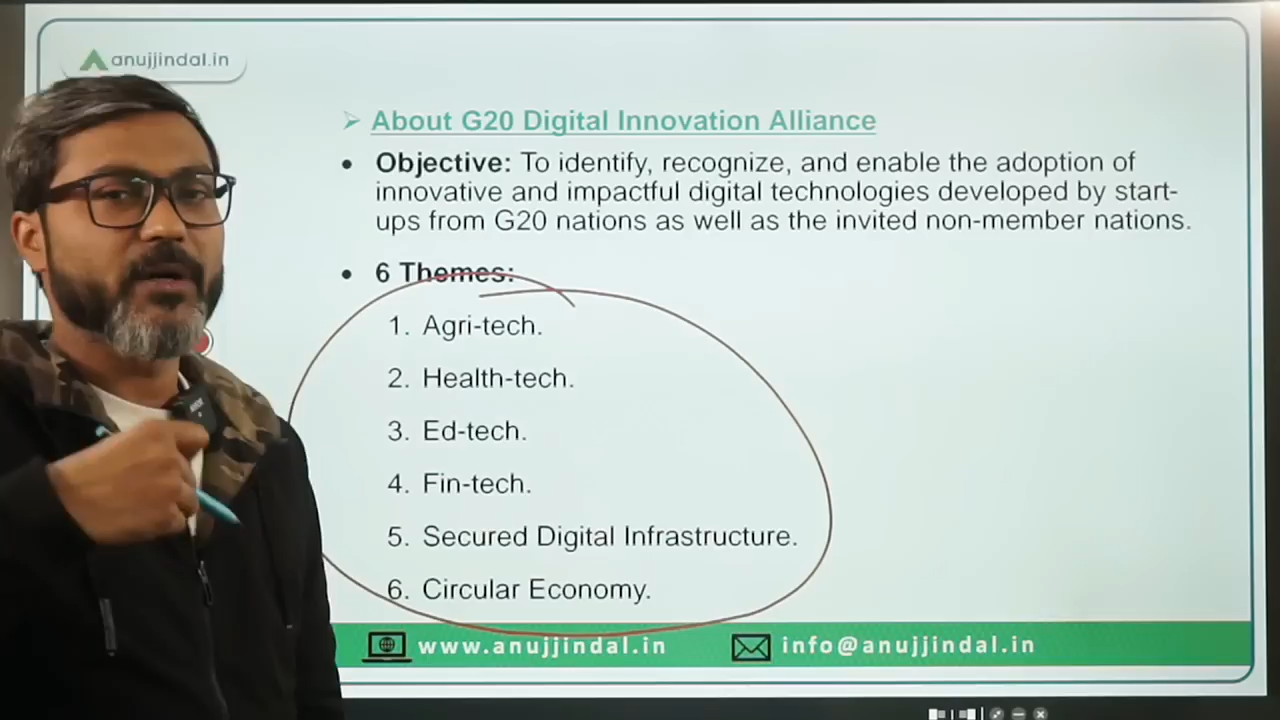 anujjindal.in
➢ About G20 Digital Innovation Alliance
• Objective: To identify, recognize, and enable the adoption of
innovative and impactful digital technologies developed by start-
ups from G20 nations as well as the invited non-member nations.
• 6 Themes:
1. Agri-tech.
2. Health-tech.
3. Ed-tech.
4. Fin-tech.
5. Secured Digital Infrastructure.
6. Circular Economy.
www.anujjindal.in
info@anujjindal.in